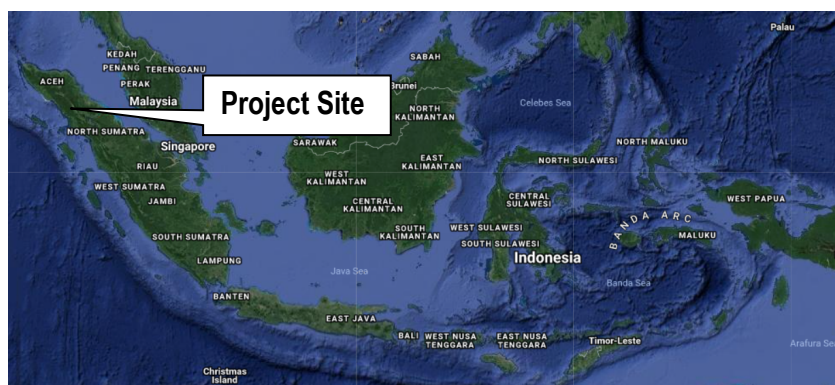 Palau
KEDAH
PENANG
TERENGGANU
PERAK
ACEH
Malaysia
SABAH
Brunei
Project Site
NORTH
KALIMANTAN
Celebes Sea
NORTH SUMATRA
Singapore
SARAWAK
NORTH MALUKU
RIAU
EAST
KALIMANTAN
NORTH SULAWESI
WEST
KALIMANTAN
WEST SUMATRA
JAMBI
CENTRAL
KALIMANTAN
CENTRAL
SULAWESI
WEST PAPUA
BANDA ARC
MALUKU
SOUTH
KALIMANTAN
WEST SULAWESI
SOUTH SULAWESI
SOUTH SUMATRA
Indonesia
LAMPUNG
Java Sea
Banda Sea
BANTEN
EAST JAVA
BALI
WEST NUSA
TENGGARA
EAST NUSA
TENGGARA
Timor-Leste
Arafura Sea
Christmas
Island